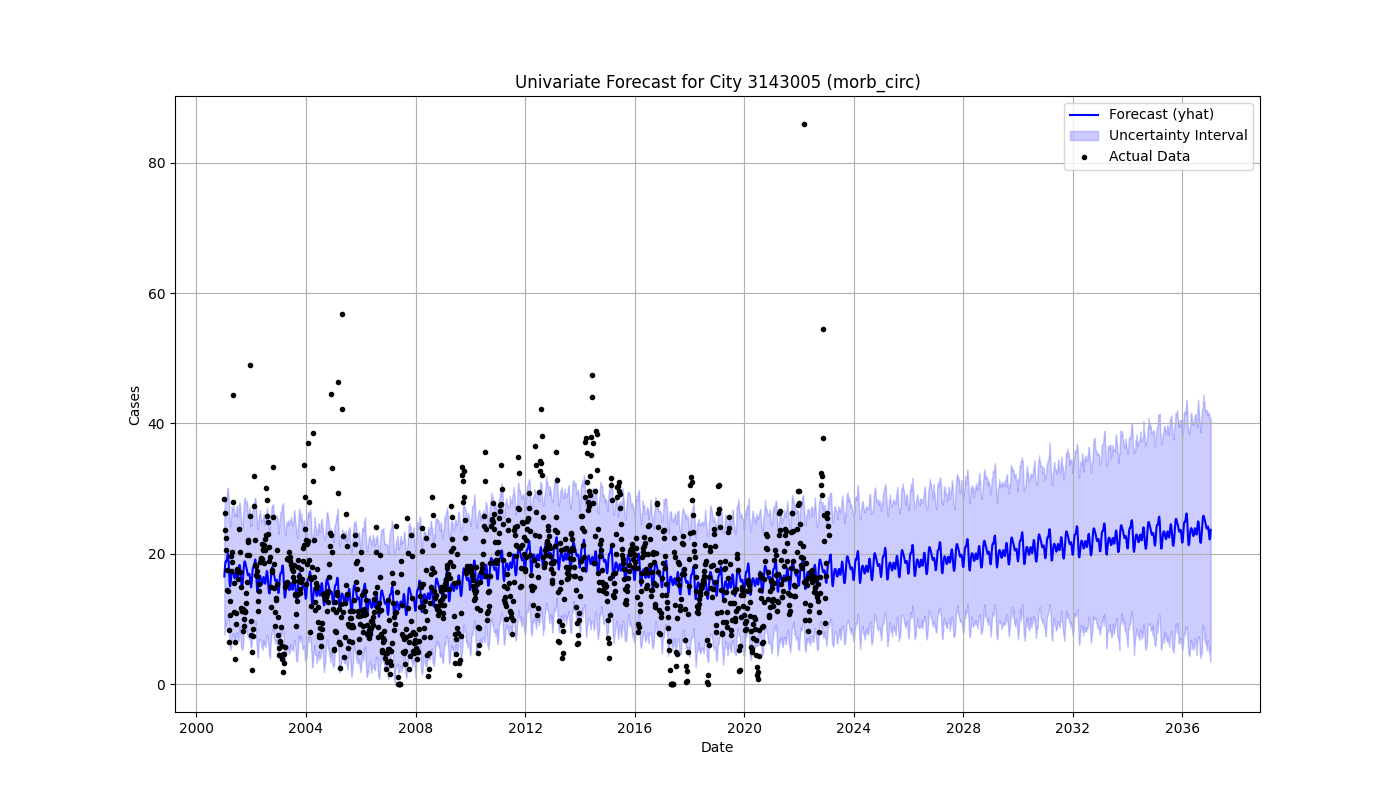 Univariate Forecast for City 3143005 (morb_circ)
Forecast (yhat)
Uncertainty Interval
Actual Data
Cases
80
60
40
20
0
2000 2004 2008 2012 2016 2020 2024 2028 2032 2036
Date